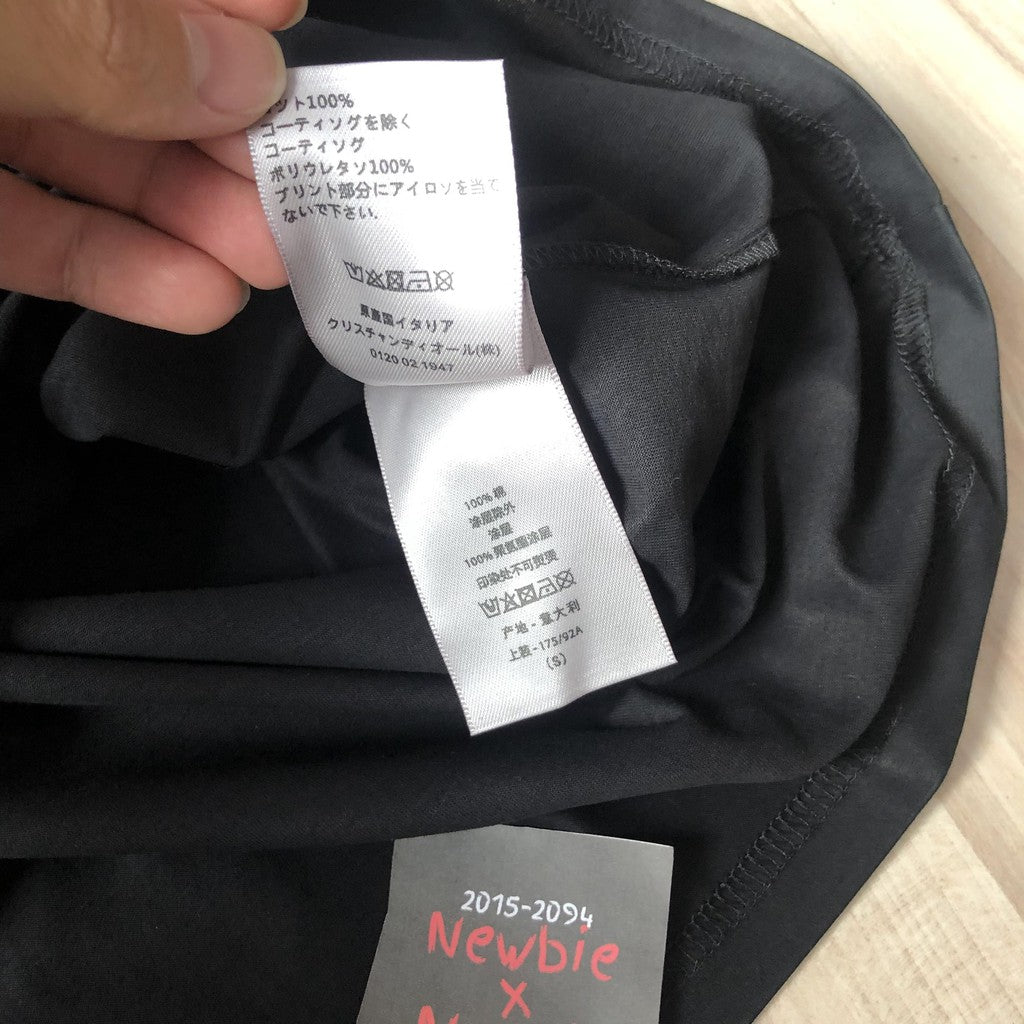 ット100%
コーティソグを除く
コーティソグ
ポリウレタソ100%
プリント部分にアイロソを当て
ないで下さい.
原産国イタリア
クリスチャンディオール(株)
0120 02 1947
100% 棉
涂层除外
涂层
100% 聚氨酯涂层
印染处不可熨烫
产地 - 意大利
上装 - 175/92A
(S)
2015-2094
Newbie
X